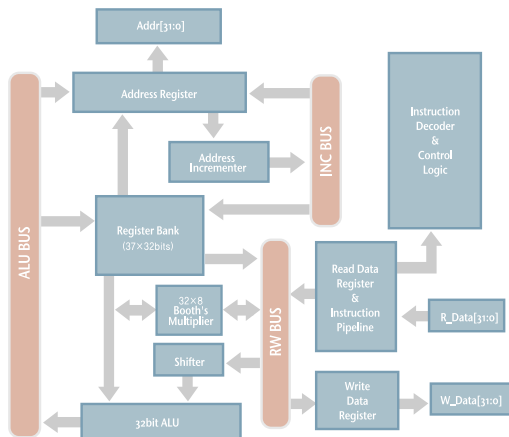 Addr[31:0]
Address Register
Address
Incrementer
INC BUS
Instruction
Decoder
&
Control
Logic
ALU BUS
Register Bank
(37×32bits)
32×8
Booth's
Multiplier
RW BUS
Read Data
Register
&
Instruction
Pipeline
R_Data[31:0]
Shifter
32bit ALU
Write
Data
Register
W_Data[31:0]